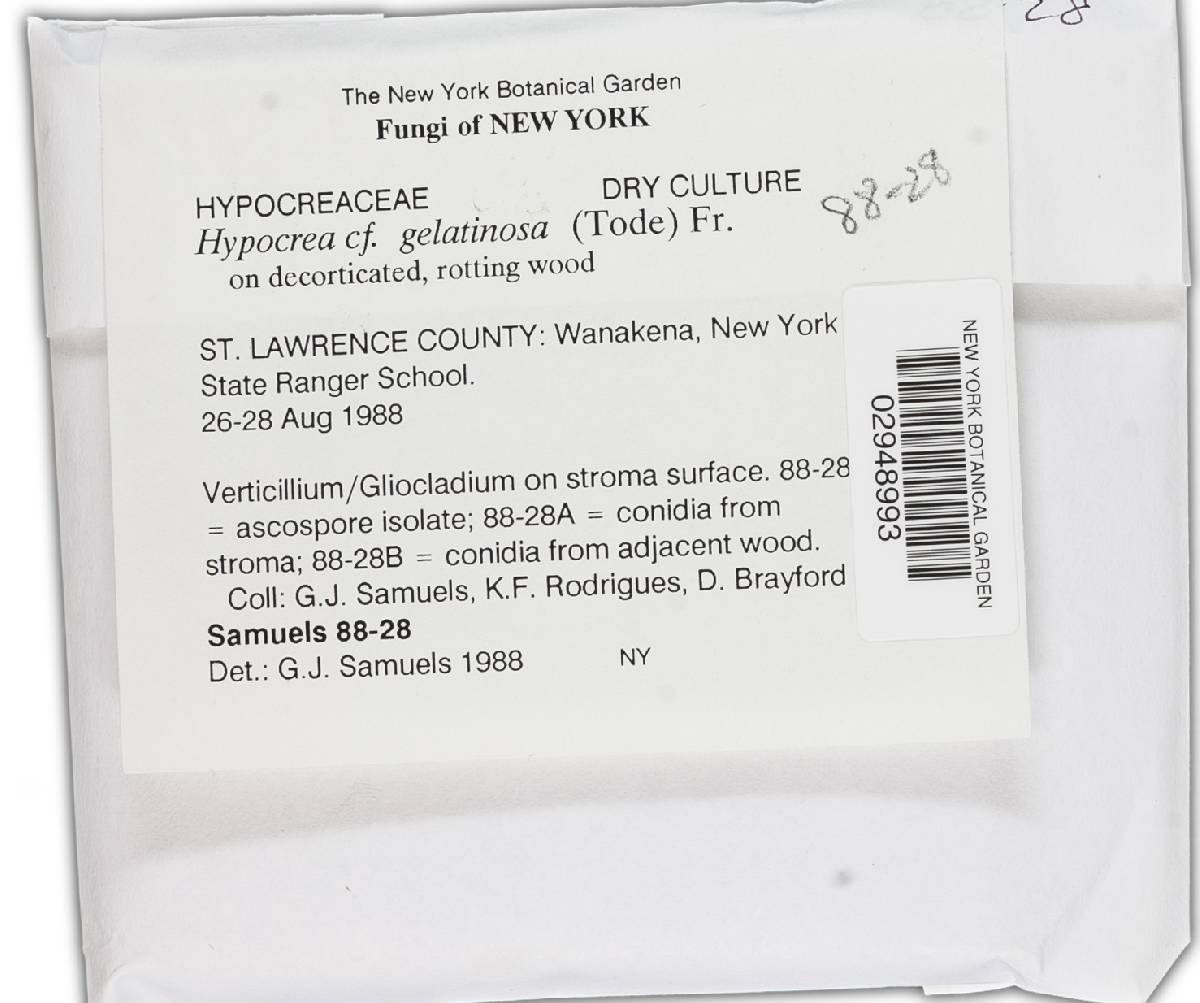 28
The New York Botanical Garden
Fungi of NEW YORK
HYPOCREACEAE DRY CULTURE
88-28
Hypocrea cf. gelatinosa (Tode) Fr.
on decorticated, rotting wood
ST. LAWRENCE COUNTY: Wanakena, New York
State Ranger School.
26-28 Aug 1988
Verticillium/Gliocladium on stroma surface. 88-28
= ascospore isolate; 88-28A = conidia from
stroma; 88-28B = conidia from adjacent wood.
Coll: G.J. Samuels, K.F. Rodrigues, D. Brayford
Samuels 88-28
Det.: G.J. Samuels 1988 NY
NEW YORK BOTANICAL GARDEN
02948993